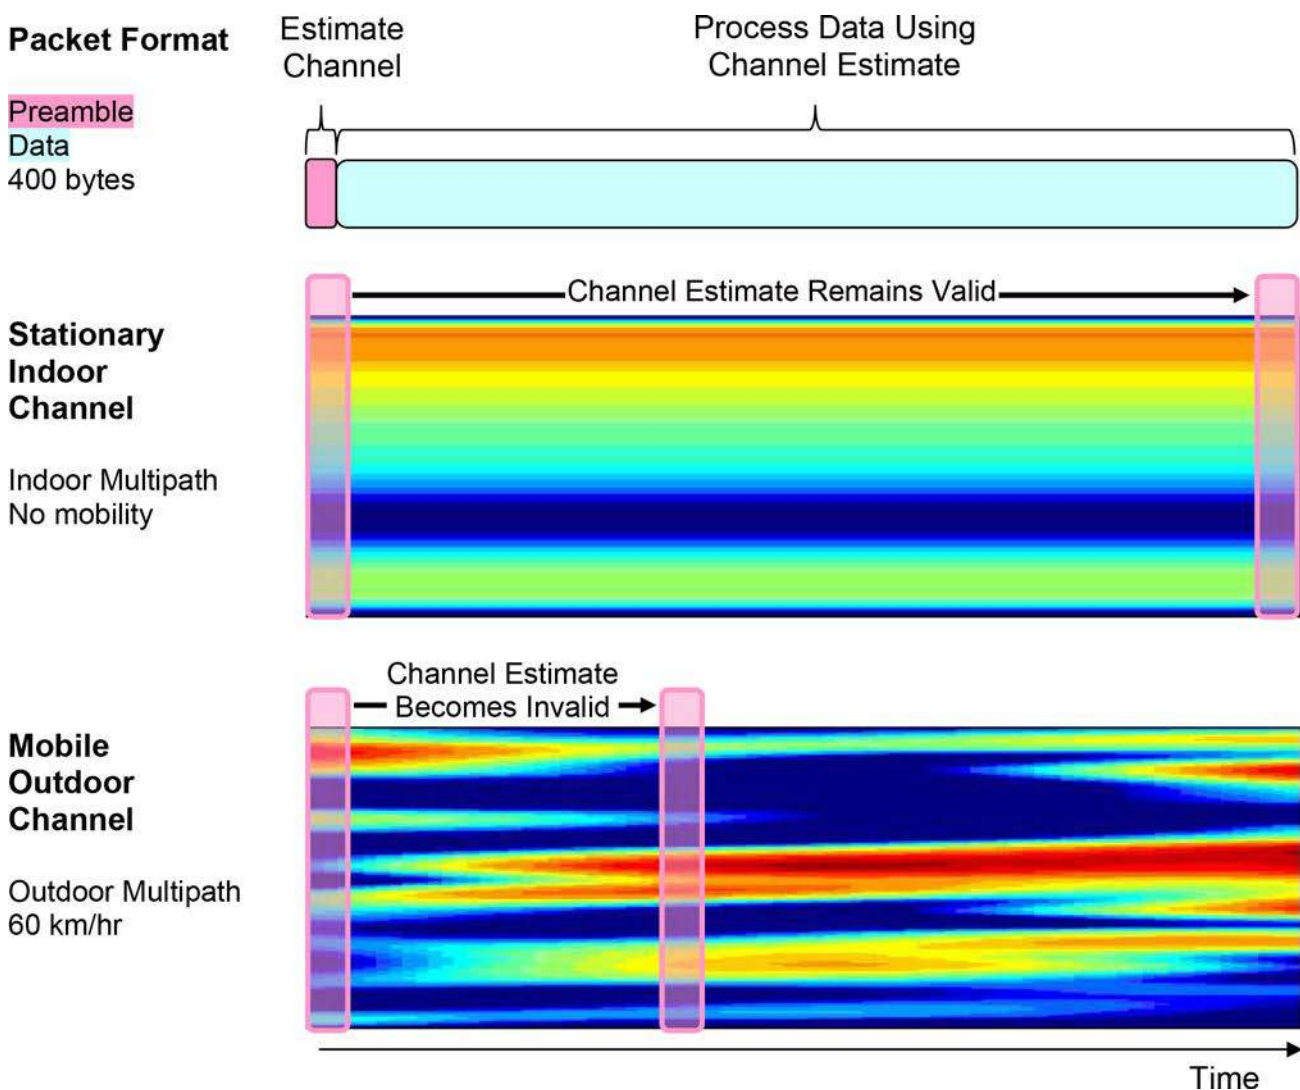 Packet Format
Preamble
Data
400 bytes
Estimate
Channel
Process Data Using
Channel Estimate
Channel Estimate Remains Valid
Stationary
Indoor
Channel
Indoor Multipath
No mobility
Channel Estimate
Becomes Invalid
Mobile
Outdoor
Channel
Outdoor Multipath
60 km/hr
Time